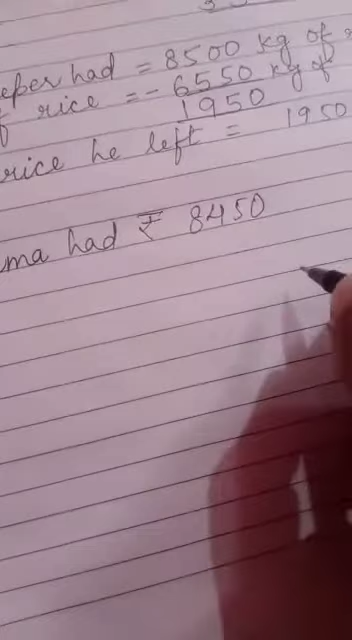 eper had = 8500 kg of
f rice = - 6550 kg of
1950
rice he left = 1950
ma had ₹ 8450